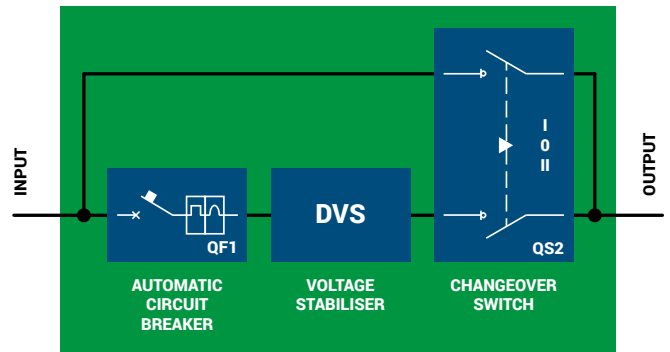 INPUT
QF1
DVS
I
0
II
QS2
OUTPUT
AUTOMATIC
CIRCUIT
BREAKER
VOLTAGE
STABILISER
CHANGEOVER
SWITCH